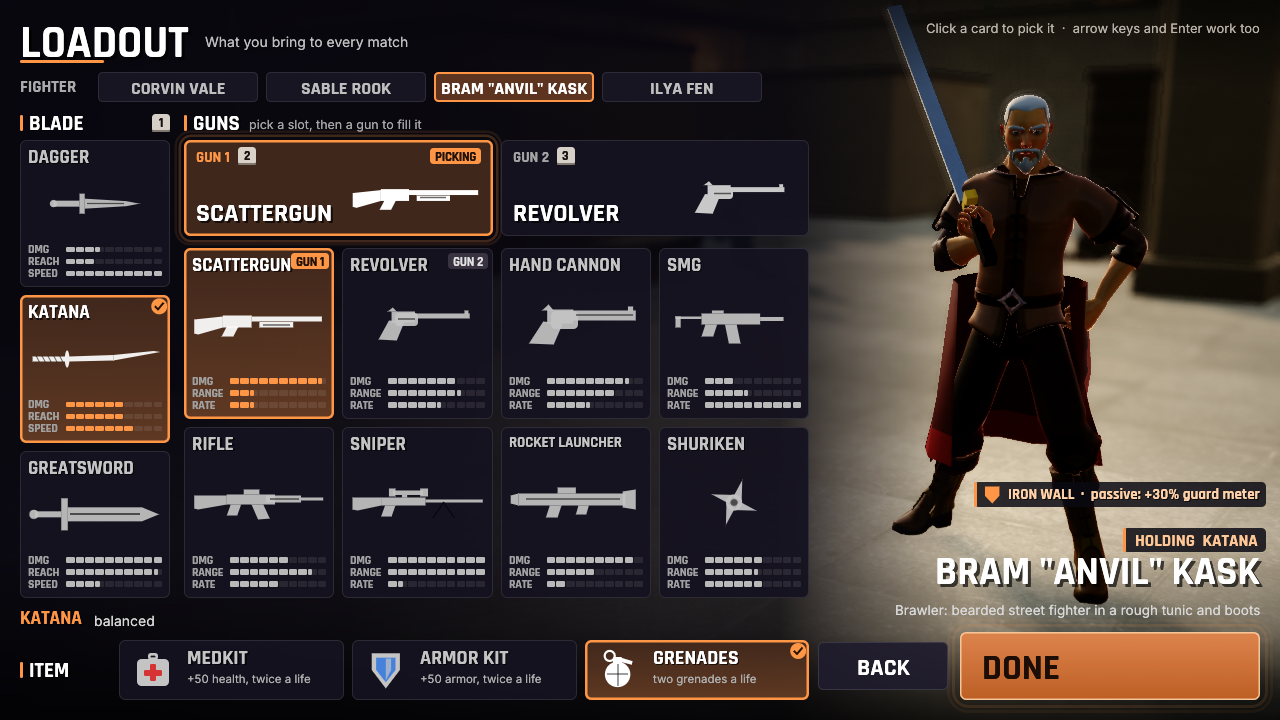 LOADOUT
What you bring to every match
Click a card to pick it · arrow keys and Enter work too
FIGHTER
CORVIN VALE
SABLE ROOK
BRAM "ANVIL" KASK
ILYA FEN
BLADE
1
GUNS
pick a slot, then a gun to fill it
DAGGER
DMG
REACH
SPEED
GUN 1
2
PICKING
SCATTERGUN
GUN 2
3
REVOLVER
KATANA
DMG
REACH
SPEED
SCATTERGUN
GUN 1
DMG
RANGE
RATE
REVOLVER
GUN 2
DMG
RANGE
RATE
HAND CANNON
DMG
RANGE
RATE
SMG
DMG
RANGE
RATE
GREATSWORD
DMG
REACH
SPEED
RIFLE
DMG
RANGE
RATE
SNIPER
DMG
RANGE
RATE
ROCKET LAUNCHER
DMG
RANGE
RATE
SHURIKEN
DMG
RANGE
RATE
IRON WALL · passive: +30% guard meter
HOLDING KATANA
BRAM "ANVIL" KASK
Brawler: bearded street fighter in a rough tunic and boots
KATANA
balanced
ITEM
MEDKIT
+50 health, twice a life
ARMOR KIT
+50 armor, twice a life
GRENADES
two grenades a life
BACK
DONE